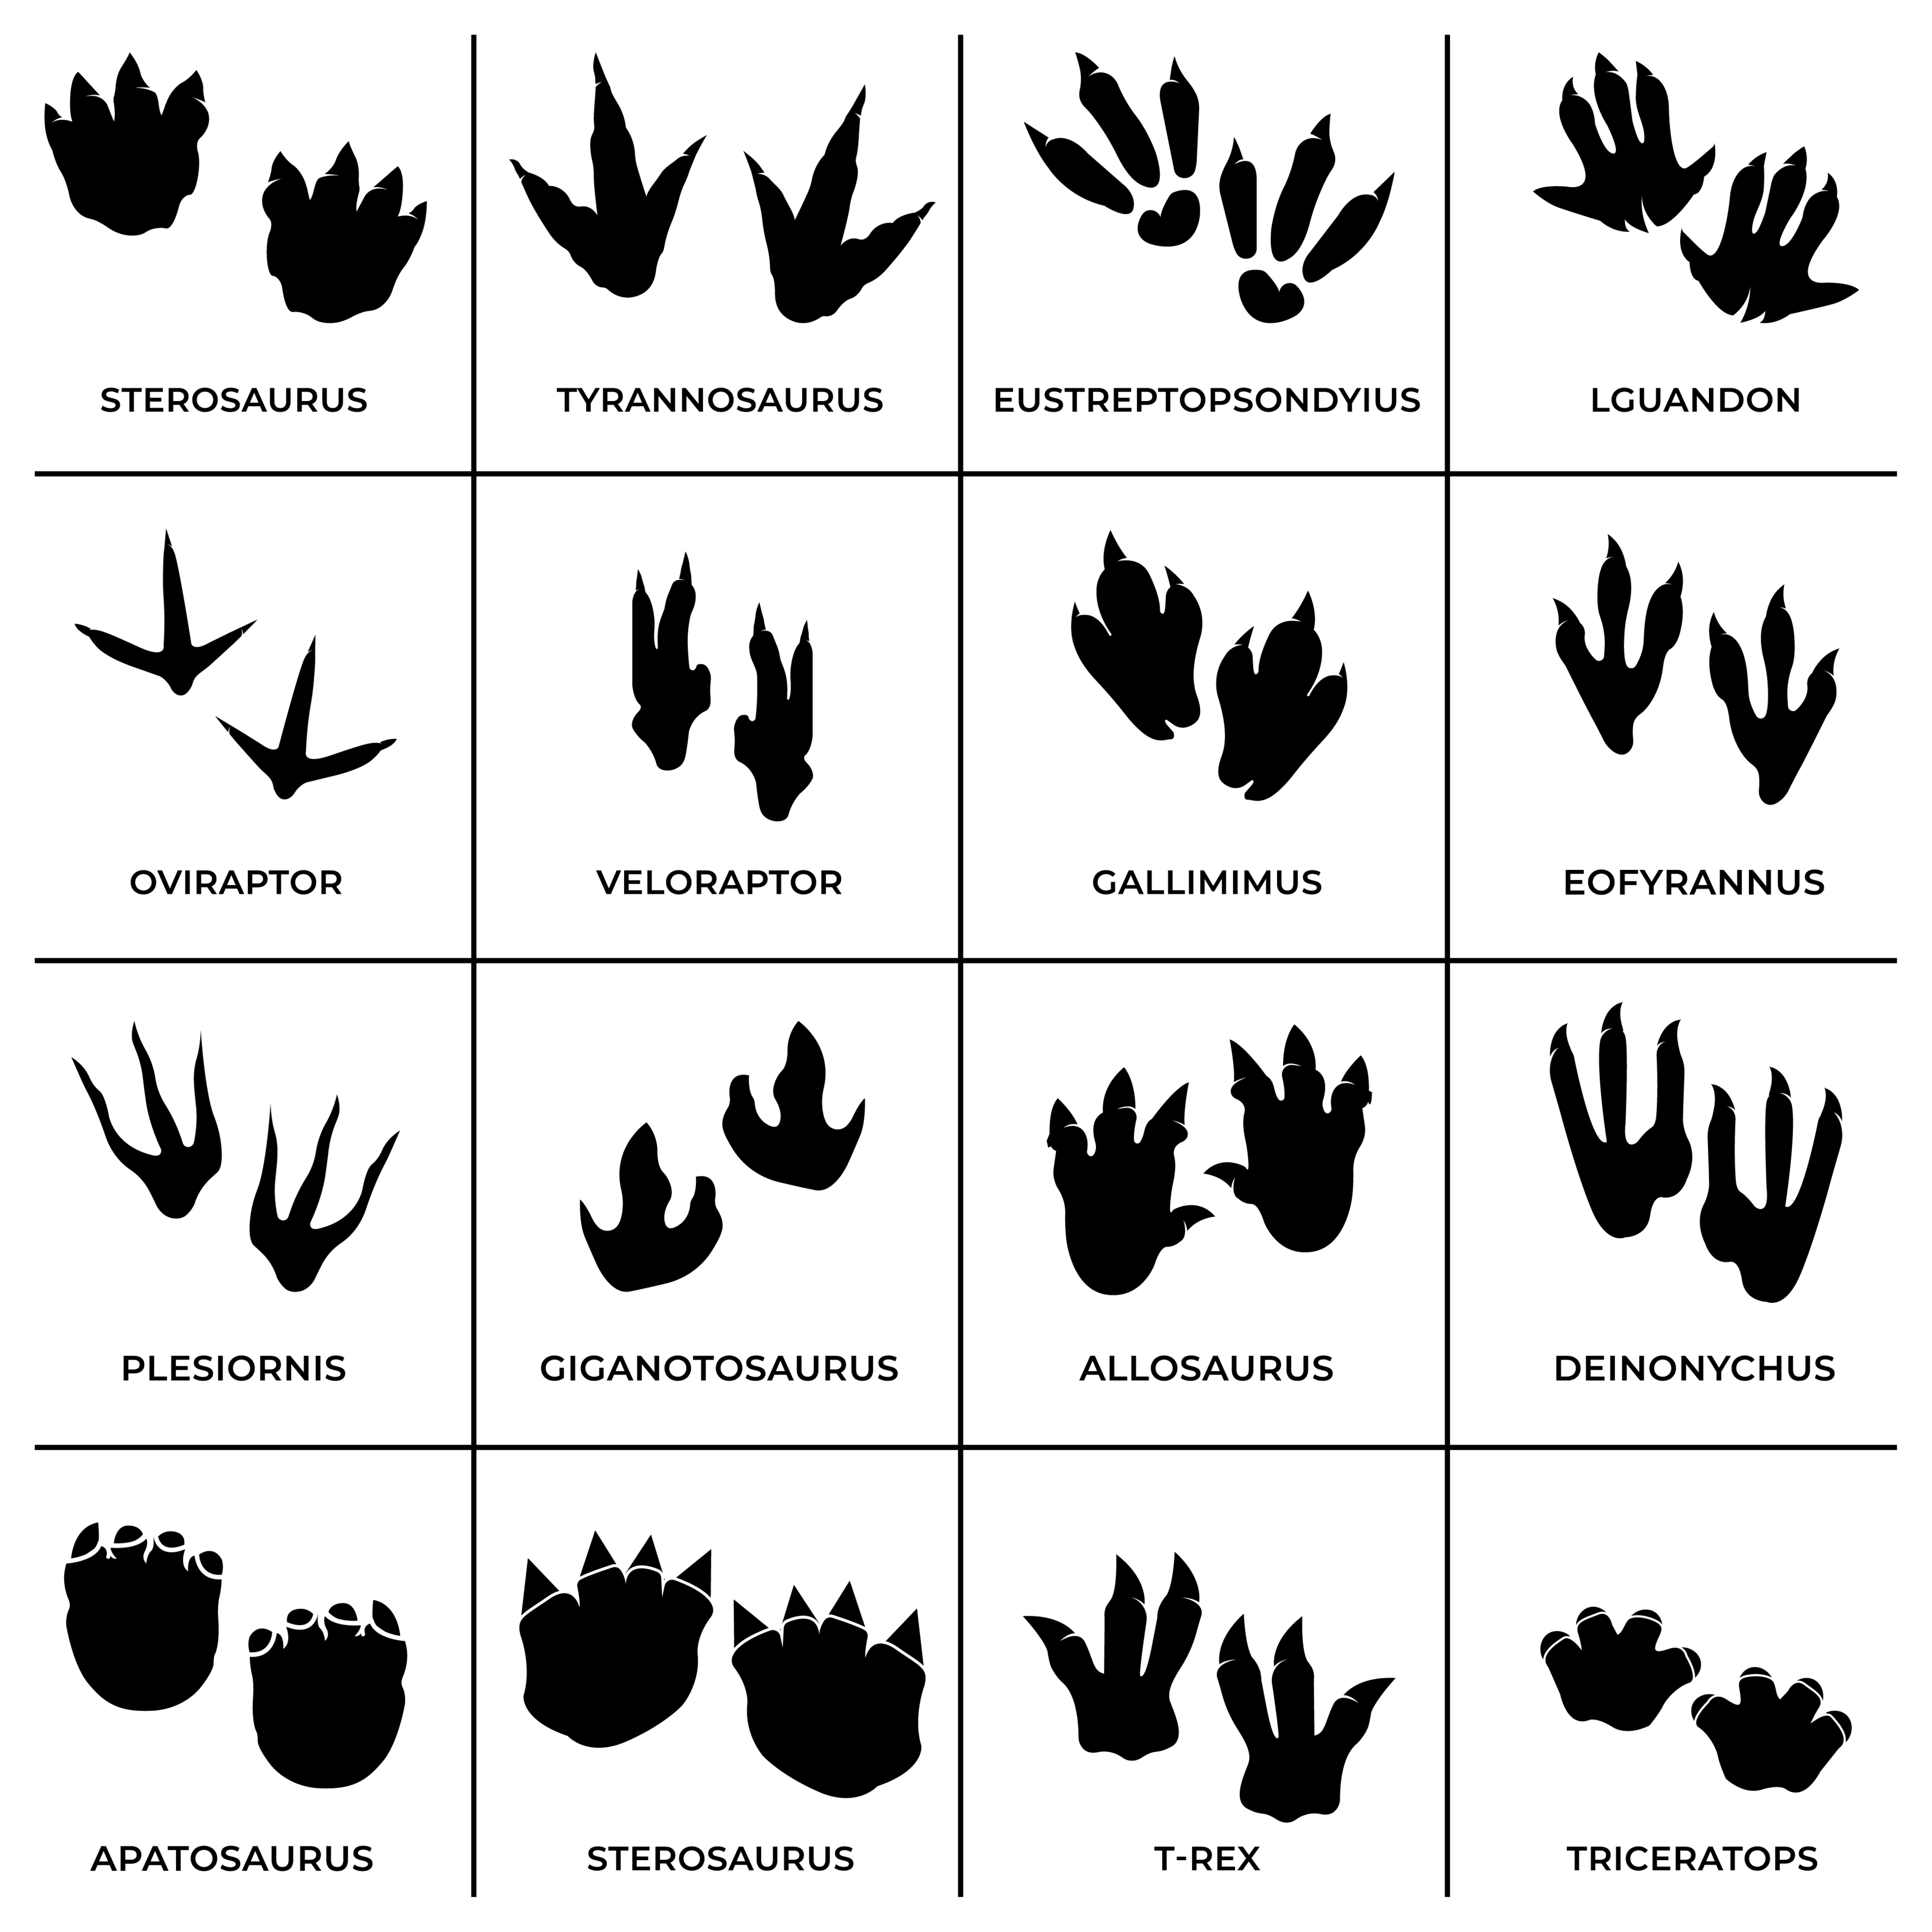 STEROSAURUS
TYRANNOSAURUS
EUSTREPTOPSONDYIUS
LGUANDON
OVIRAPTOR
VELORAPTOR
GALLIMIMUS
EOFYRANNUS
PLESIORNIS
GIGANOTOSAURUS
ALLOSAURUS
DEINONYCHUS
APATOSAURUS
STEROSAURUS
T-REX
TRICERATOPS